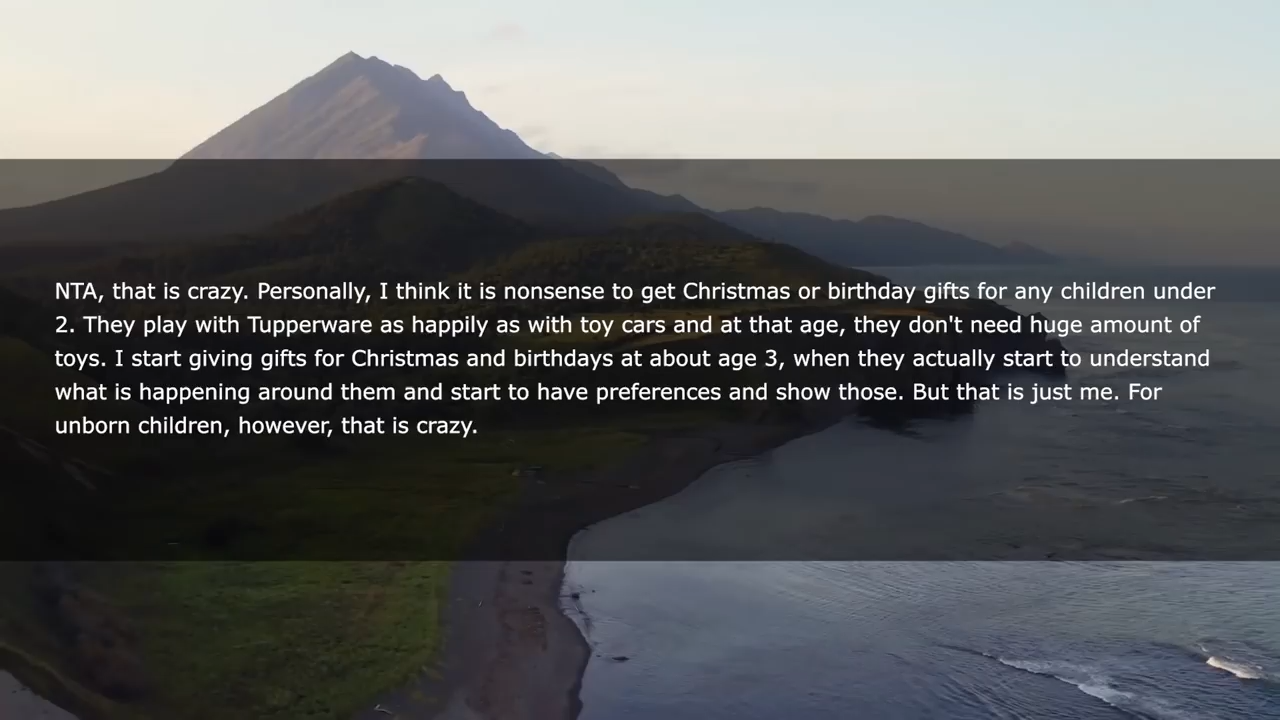 NTA, that is crazy. Personally, I think it is nonsense to get Christmas or birthday gifts for any children under
2. They play with Tupperware as happily as with toy cars and at that age, they don't need huge amount of
toys. I start giving gifts for Christmas and birthdays at about age 3, when they actually start to understand
what is happening around them and start to have preferences and show those. But that is just me. For
unborn children, however, that is crazy.